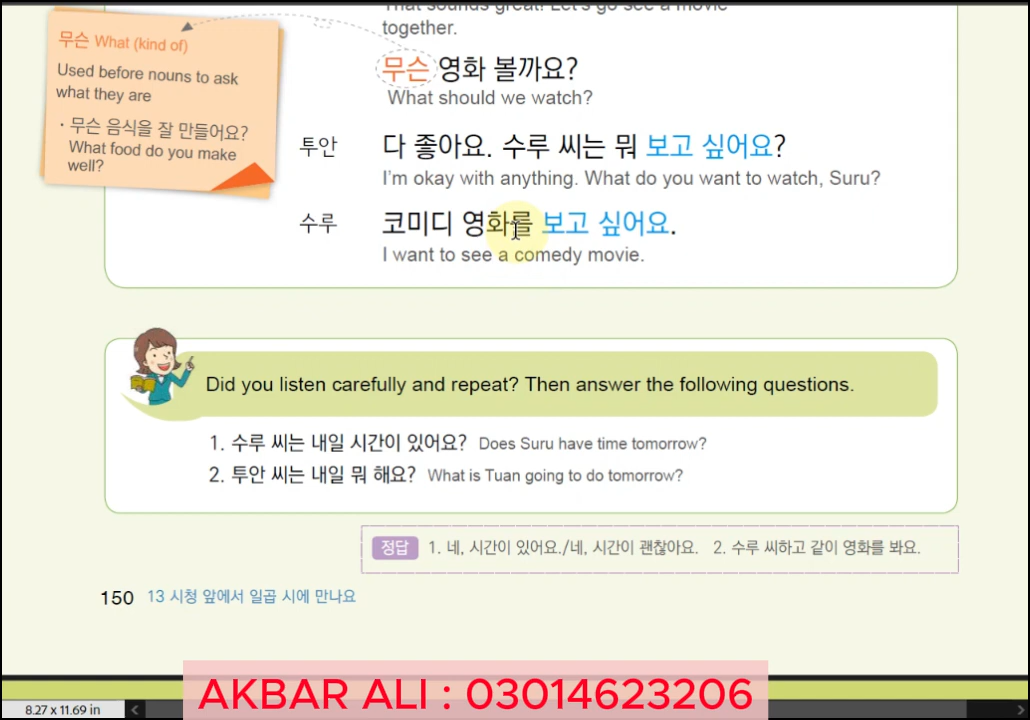 That sounds great! Let's go see a movie
together.
무슨 What (kind of)
Used before nouns to ask
what they are
· 무슨 음식을 잘 만들어요?
What food do you make
well?
무슨 영화 볼까요?
What should we watch?
투안 다 좋아요. 수루 씨는 뭐 보고 싶어요?
I'm okay with anything. What do you want to watch, Suru?
수루 코미디 영화를 보고 싶어요.
I want to see a comedy movie.
Did you listen carefully and repeat? Then answer the following questions.
1. 수루 씨는 내일 시간이 있어요? Does Suru have time tomorrow?
2. 투안 씨는 내일 뭐 해요? What is Tuan going to do tomorrow?
정답 1. 네, 시간이 있어요./네, 시간이 괜찮아요. 2. 수루 씨하고 같이 영화를 봐요.
150 13 시청 앞에서 일곱 시에 만나요
AKBAR ALI : 03014623206
8.27 x 11.69 in